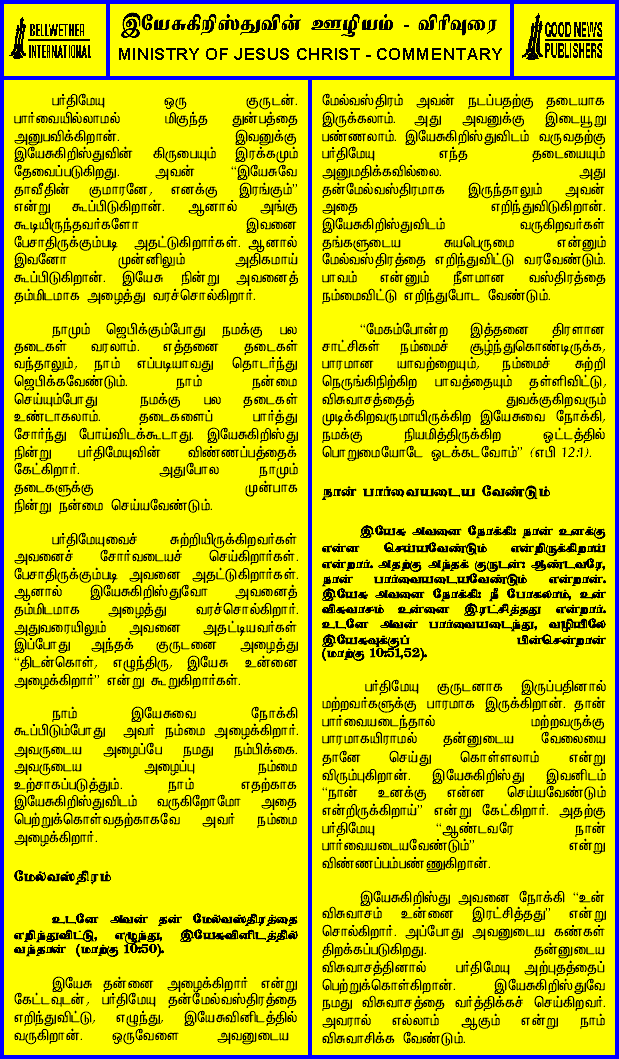 BELLWETHER
INTERNATIONAL
இயேசுகிறிஸ்துவின் ஊழியம் - விரிவுரை
MINISTRY OF JESUS CHRIST - COMMENTARY
GOOD NEWS
PUBLISHERS
பர்திமேயு ஒரு குருடன்.
பார்வையில்லாமல் மிகுந்த துன்பத்தை
அனுபவிக்கிறான். இவனுக்கு
இயேசுகிறிஸ்துவின் கிருபையும் இரக்கமும்
தேவைப்படுகிறது. அவன் “இயேசுவே
தாவீதின் குமாரனே, எனக்கு இரங்கும்”
என்று கூப்பிடுகிறான். ஆனால் அங்கு
கூடியிருந்தவர்களோ இவனை
பேசாதிருக்கும்படி அதட்டுகிறார்கள். ஆனால்
இவனோ முன்னிலும் அதிகமாய்
கூப்பிடுகிறான். இயேசு நின்று அவனைத்
தம்மிடமாக அழைத்து வரச்சொல்கிறார்.
நாமும் ஜெபிக்கும்போது நமக்கு பல
தடைகள் வரலாம். எத்தனை தடைகள்
வந்தாலும், நாம் எப்படியாவது தொடர்ந்து
ஜெபிக்கவேண்டும். நாம் நன்மை
செய்யும்போது நமக்கு பல தடைகள்
உண்டாகலாம். தடைகளைப் பார்த்து
சோர்ந்து போய்விடக்கூடாது. இயேசுகிறிஸ்து
நின்று பர்திமேயுவின் விண்ணப்பத்தைக்
கேட்கிறார். அதுபோல நாமும்
தடைகளுக்கு முன்பாக
நின்று நன்மை செய்யவேண்டும்.
பர்திமேயுவைச் சுற்றியிருக்கிறவர்கள்
அவனைச் சோர்வடையச் செய்கிறார்கள்.
பேசாதிருக்கும்படி அவனை அதட்டுகிறார்கள்.
ஆனால் இயேசுகிறிஸ்துவோ அவனைத்
தம்மிடமாக அழைத்து வரச்சொல்கிறார்.
அதுவரையிலும் அவனை அதட்டியவர்கள்
இப்போது அந்தக் குருடனை அழைத்து
“திடன்கொள், எழுந்திரு, இயேசு உன்னை
அழைக்கிறார்” என்று கூறுகிறார்கள்.
நாம் இயேசுவை நோக்கி
கூப்பிடும்போது அவர் நம்மை அழைக்கிறார்.
அவருடைய அழைப்பே நமது நம்பிக்கை.
அவருடைய அழைப்பு நம்மை
உற்சாகப்படுத்தும். நாம் எதற்காக
இயேசுகிறிஸ்துவிடம் வருகிறோமோ அதை
பெற்றுக்கொள்வதற்காகவே அவர் நம்மை
அழைக்கிறார்.
மேல்வஸ்திரம்
உடனே அவன் தன் மேல்வஸ்திரத்தை
எறிந்துவிட்டு, எழுந்து, இயேசுவினிடத்தில்
வந்தான் (மாற்கு 10:50).
இயேசு தன்னை அழைக்கிறார் என்று
கேட்டவுடன், பர்திமேயு தன்மேல்வஸ்திரத்தை
எறிந்துவிட்டு, எழுந்து, இயேசுவினிடத்தில்
வருகிறான். ஒருவேளை அவனுடைய
மேல்வஸ்திரம் அவன் நடப்பதற்கு தடையாக
இருக்கலாம். அது அவனுக்கு இடையூறு
பண்ணலாம். இயேசுகிறிஸ்துவிடம் வருவதற்கு
பர்திமேயு எந்த தடையையும்
அனுமதிக்கவில்லை. அது
தன்மேல்வஸ்திரமாக இருந்தாலும் அவன்
அதை எறிந்துவிடுகிறான்.
இயேசுகிறிஸ்துவிடம் வருகிறவர்கள்
தங்களுடைய சுயபெருமை என்னும்
மேல்வஸ்திரத்தை எறிந்துவிட்டு வரவேண்டும்.
பாவம் என்னும் நீளமான வஸ்திரத்தை
நம்மைவிட்டு எறிந்துபோட வேண்டும்.
“மேகம்போன்ற இத்தனை திரளான
சாட்சிகள் நம்மைச் சூழ்ந்துகொண்டிருக்க,
பாரமான யாவற்றையும், நம்மைச் சுற்றி
நெருங்கிநிற்கிற பாவத்தையும் தள்ளிவிட்டு,
விசுவாசத்தைத் துவக்குகிறவரும்
முடிக்கிறவருமாயிருக்கிற இயேசுவை நோக்கி,
நமக்கு நியமித்திருக்கிற ஓட்டத்தில்
பொறுமையோடே ஓடக்கடவோம்” (எபி 12:1).
நான் பார்வையடைய வேண்டும்
இயேசு அவனை நோக்கி: நான் உனக்கு
என்ன செய்யவேண்டும் என்றிருக்கிறாய்
என்றார். அதற்கு அந்தக் குருடன்: ஆண்டவரே,
நான் பார்வையடையவேண்டும் என்றான்.
இயேசு அவனை நோக்கி: நீ போகலாம், உன்
விசுவாசம் உன்னை இரட்சித்தது என்றார்.
உடனே அவன் பார்வையடைந்து, வழியிலே
இயேசுவுக்குப் பின்சென்றான்
(மாற்கு 10:51,52).
பர்திமேயு குருடனாக இருப்பதினால்
மற்றவர்களுக்கு பாரமாக இருக்கிறான். தான்
பார்வையடைந்தால் மற்றவருக்கு
பாரமாகயிராமல் தன்னுடைய வேலையை
தானே செய்து கொள்ளலாம் என்று
விரும்புகிறான். இயேசுகிறிஸ்து இவனிடம்
“நான் உனக்கு என்ன செய்யவேண்டும்
என்றிருக்கிறாய்” என்று கேட்கிறார். அதற்கு
பர்திமேயு “ஆண்டவரே நான்
பார்வையடையவேண்டும்” என்று
விண்ணப்பம்பண்ணுகிறான்.
இயேசுகிறிஸ்து அவனை நோக்கி “உன்
விசுவாசம் உன்னை இரட்சித்தது” என்று
சொல்கிறார். அப்போது அவனுடைய கண்கள்
திறக்கப்படுகிறது. தன்னுடைய
விசுவாசத்தினால் பர்திமேயு அற்புதத்தைப்
பெற்றுக்கொள்கிறான். இயேசுகிறிஸ்துவே
நமது விசுவாசத்தை வர்த்திக்கச் செய்கிறவர்.
அவரால் எல்லாம் ஆகும் என்று நாம்
விசுவாசிக்க வேண்டும்.